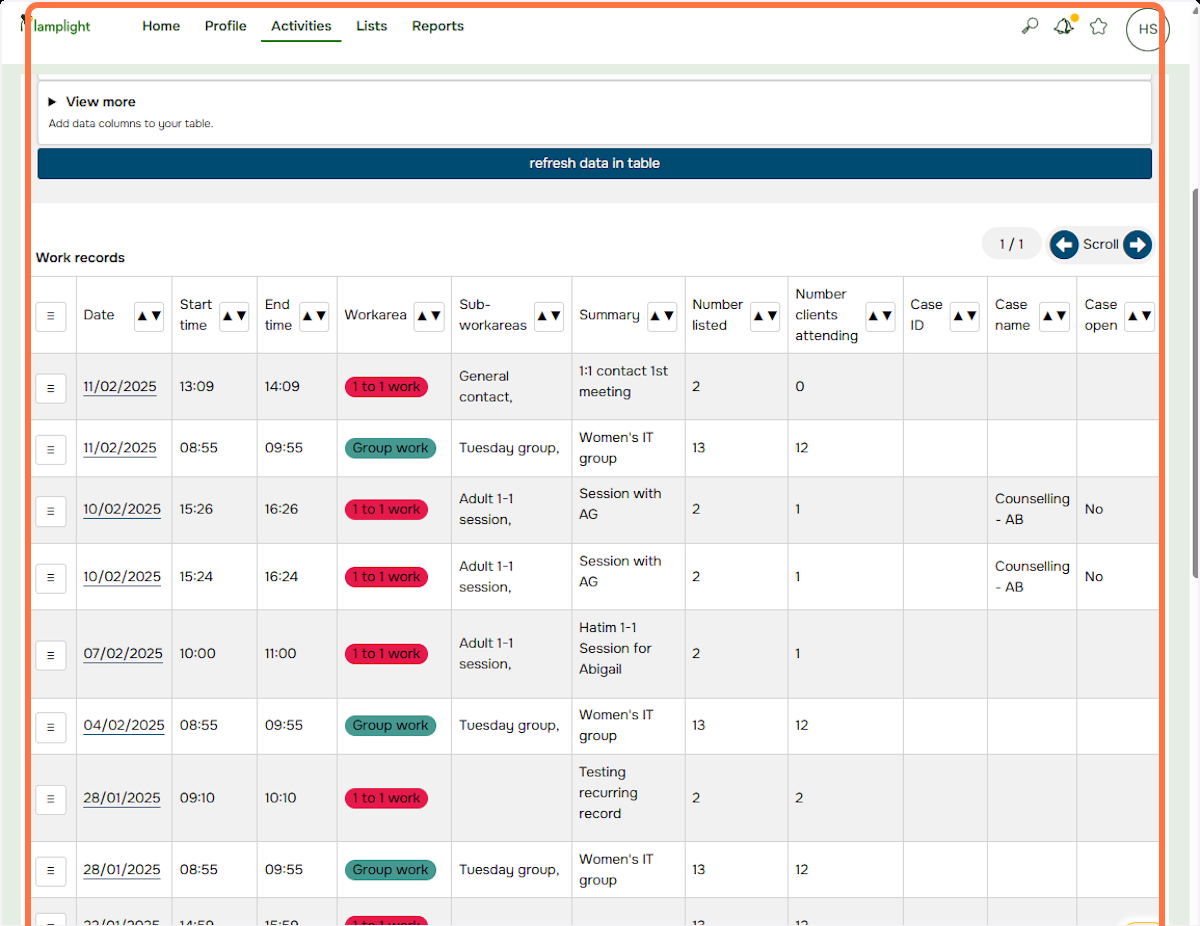 lamplight Home Profile Activities Lists Reports HS
▶ View more
Add data columns to your table.
refresh data in table
1 / 1 Scroll
Work records
Date ▲▼ Start time ▲▼ End time ▲▼ Workarea ▲▼ Sub-workareas ▲▼ Summary ▲▼ Number listed ▲▼ Number clients attending ▲▼ Case ID ▲▼ Case name ▲▼ Case open ▲▼
11/02/2025 13:09 14:09 1 to 1 work General contact, 1:1 contact 1st meeting 2 0
11/02/2025 08:55 09:55 Group work Tuesday group, Women's IT group 13 12
10/02/2025 15:26 16:26 1 to 1 work Adult 1-1 session, Session with AG 2 1 Counselling - AB No
10/02/2025 15:24 16:24 1 to 1 work Adult 1-1 session, Session with AG 2 1 Counselling - AB No
07/02/2025 10:00 11:00 1 to 1 work Adult 1-1 session, Hatim 1-1 Session for Abigail 2 1
04/02/2025 08:55 09:55 Group work Tuesday group, Women's IT group 13 12
28/01/2025 09:10 10:10 1 to 1 work Testing recurring record 2 2
28/01/2025 08:55 09:55 Group work Tuesday group, Women's IT group 13 12
1 to 1 work